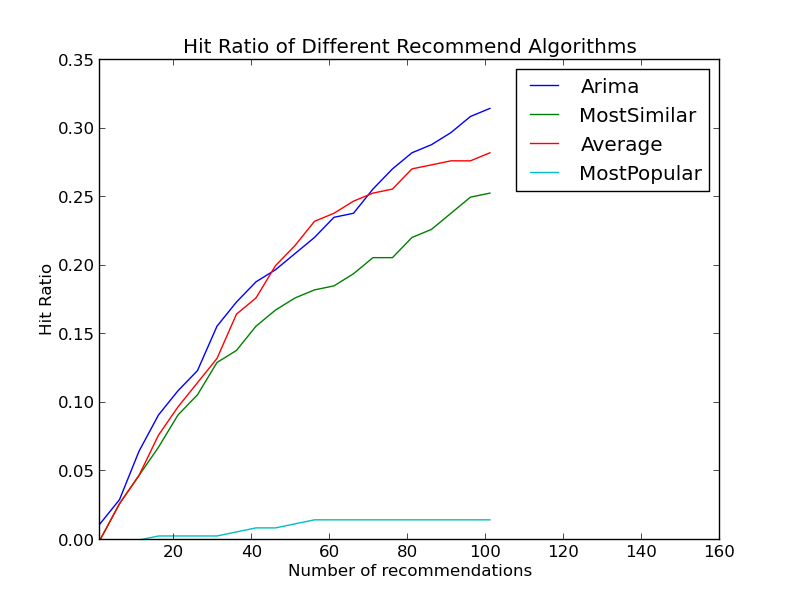 Hit Ratio of Different Recommend Algorithms
0.35
0.30
0.25
0.20
0.15
0.10
0.05
0.00
Hit Ratio
Arima
MostSimilar
Average
MostPopular
20 40 60 80 100 120 140 160
Number of recommendations